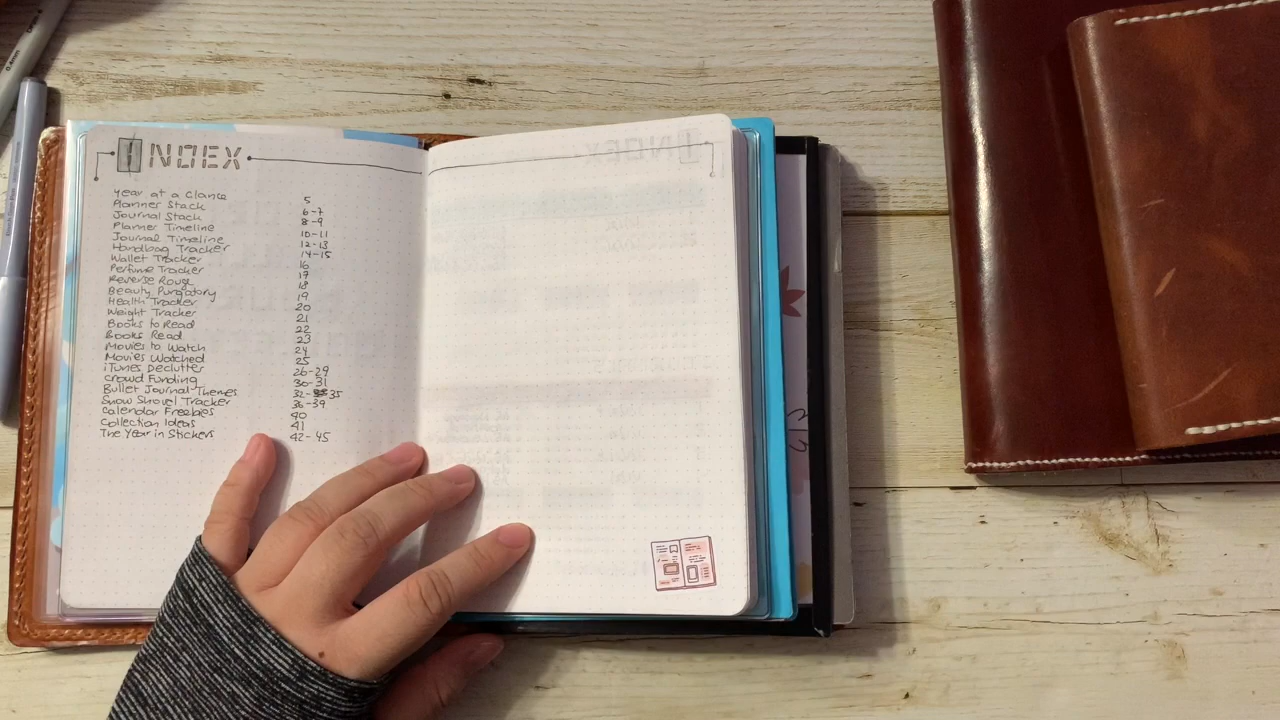 0.4mm
INDEX
Year at a Glance 5
Planner Stack 6-7
Journal Stack 8-9
Planner Timeline 10-11
Journal Timeline 12-13
Handbag Tracker 14-15
Wallet Tracker 16
Perfume Tracker 17
Reverse Rouge 18
Beauty Purgatory 19
Health Tracker 20
Weight Tracker 21
Books to Read 22
Books Read 23
Movies to Watch 24
Movies Watched 25
iTunes Declutter 26-29
Crowd Funding 30-31
Bullet Journal Themes 32-35
Snow Shovel Tracker 36-39
Calendar Freebies 40
Collection Ideas 41
The Year in Stickers 42-45